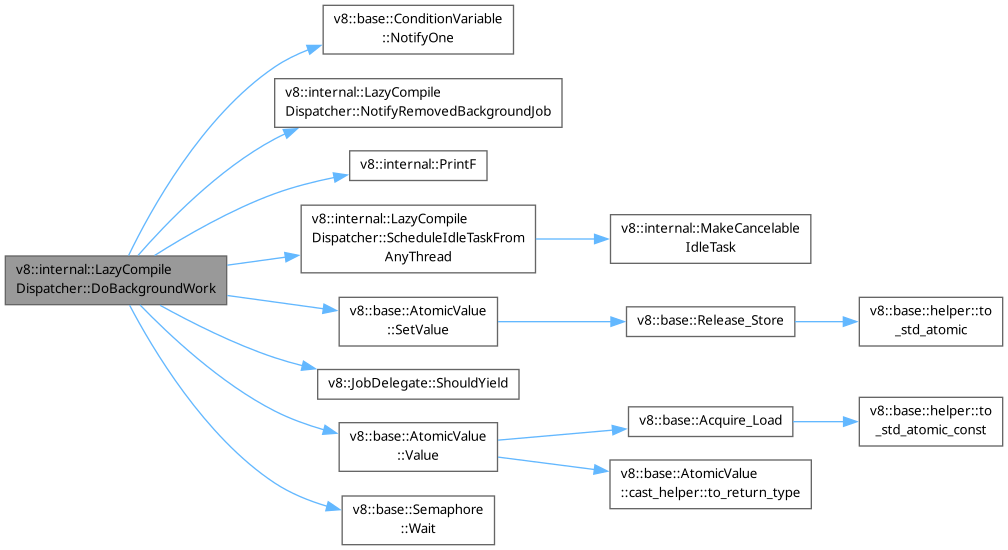 v8::base::ConditionVariable
::NotifyOne
v8::internal::LazyCompile
Dispatcher::NotifyRemovedBackgroundJob
v8::internal::PrintF
v8::internal::LazyCompile
Dispatcher::ScheduleIdleTaskFrom
AnyThread
v8::internal::MakeCancelable
IdleTask
v8::internal::LazyCompile
Dispatcher::DoBackgroundWork
v8::base::AtomicValue
::SetValue
v8::base::Release_Store
v8::base::helper::to
_std_atomic
v8::JobDelegate::ShouldYield
v8::base::AtomicValue
::Value
v8::base::Acquire_Load
v8::base::helper::to
_std_atomic_const
v8::base::AtomicValue
::cast_helper::to_return_type
v8::base::Semaphore
::Wait